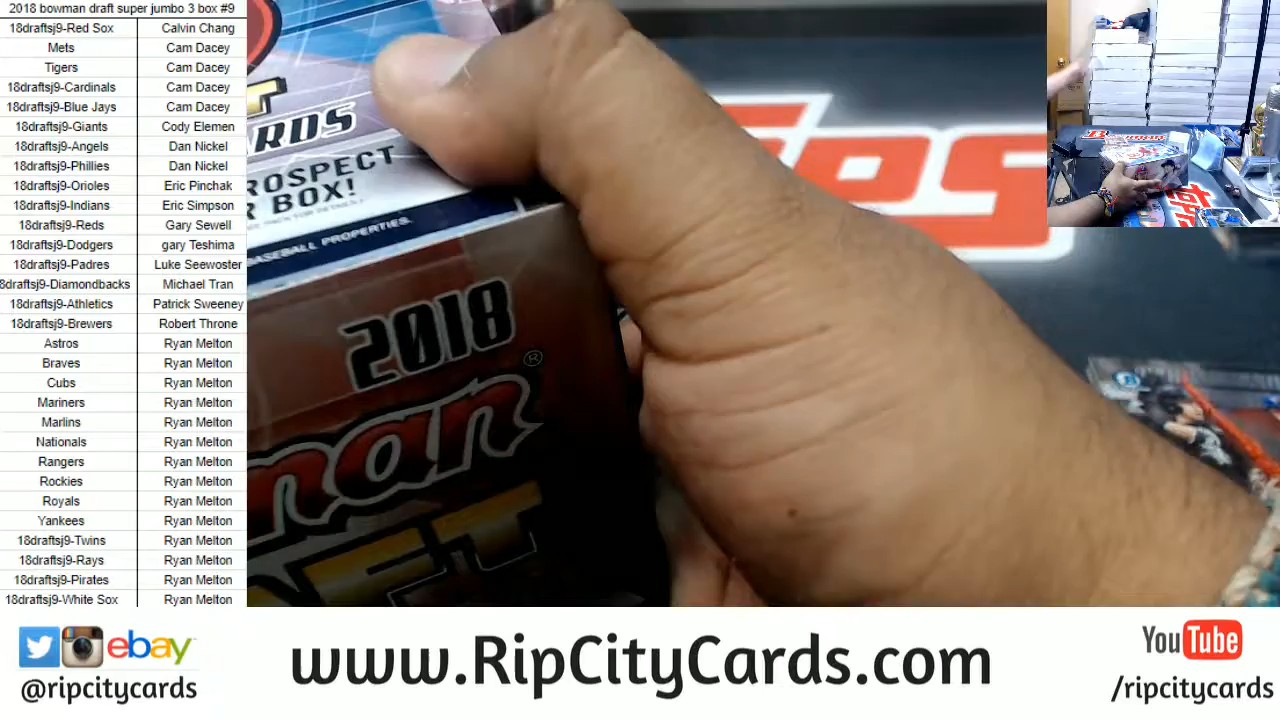 2018 bowman draft super jumbo 3 box #9
18draftsj9-Red Sox Calvin Chang
Mets Cam Dacey
Tigers Cam Dacey
18draftsj9-Cardinals Cam Dacey
18draftsj9-Blue Jays Cam Dacey
18draftsj9-Giants Cody Elemen
18draftsj9-Angels Dan Nickel
18draftsj9-Phillies Dan Nickel
18draftsj9-Orioles Eric Pinchak
18draftsj9-Indians Eric Simpson
18draftsj9-Reds Gary Sewell
18draftsj9-Dodgers gary Teshima
18draftsj9-Padres Luke Seewoster
8draftsj9-Diamondbacks Michael Tran
18draftsj9-Athletics Patrick Sweeney
18draftsj9-Brewers Robert Throne
Astros Ryan Melton
Braves Ryan Melton
Cubs Ryan Melton
Mariners Ryan Melton
Marlins Ryan Melton
Nationals Ryan Melton
Rangers Ryan Melton
Rockies Ryan Melton
Royals Ryan Melton
Yankees Ryan Melton
18draftsj9-Twins Ryan Melton
18draftsj9-Rays Ryan Melton
18draftsj9-Pirates Ryan Melton
18draftsj9-White Sox Ryan Melton
T
RDS
ROSPECT
R BOX!
BASEBALL PROPERTIES.
2018
man ®
AFT
ops
ebay
@ripcitycards
www.RipCityCards.com
YouTube
/ripcitycards